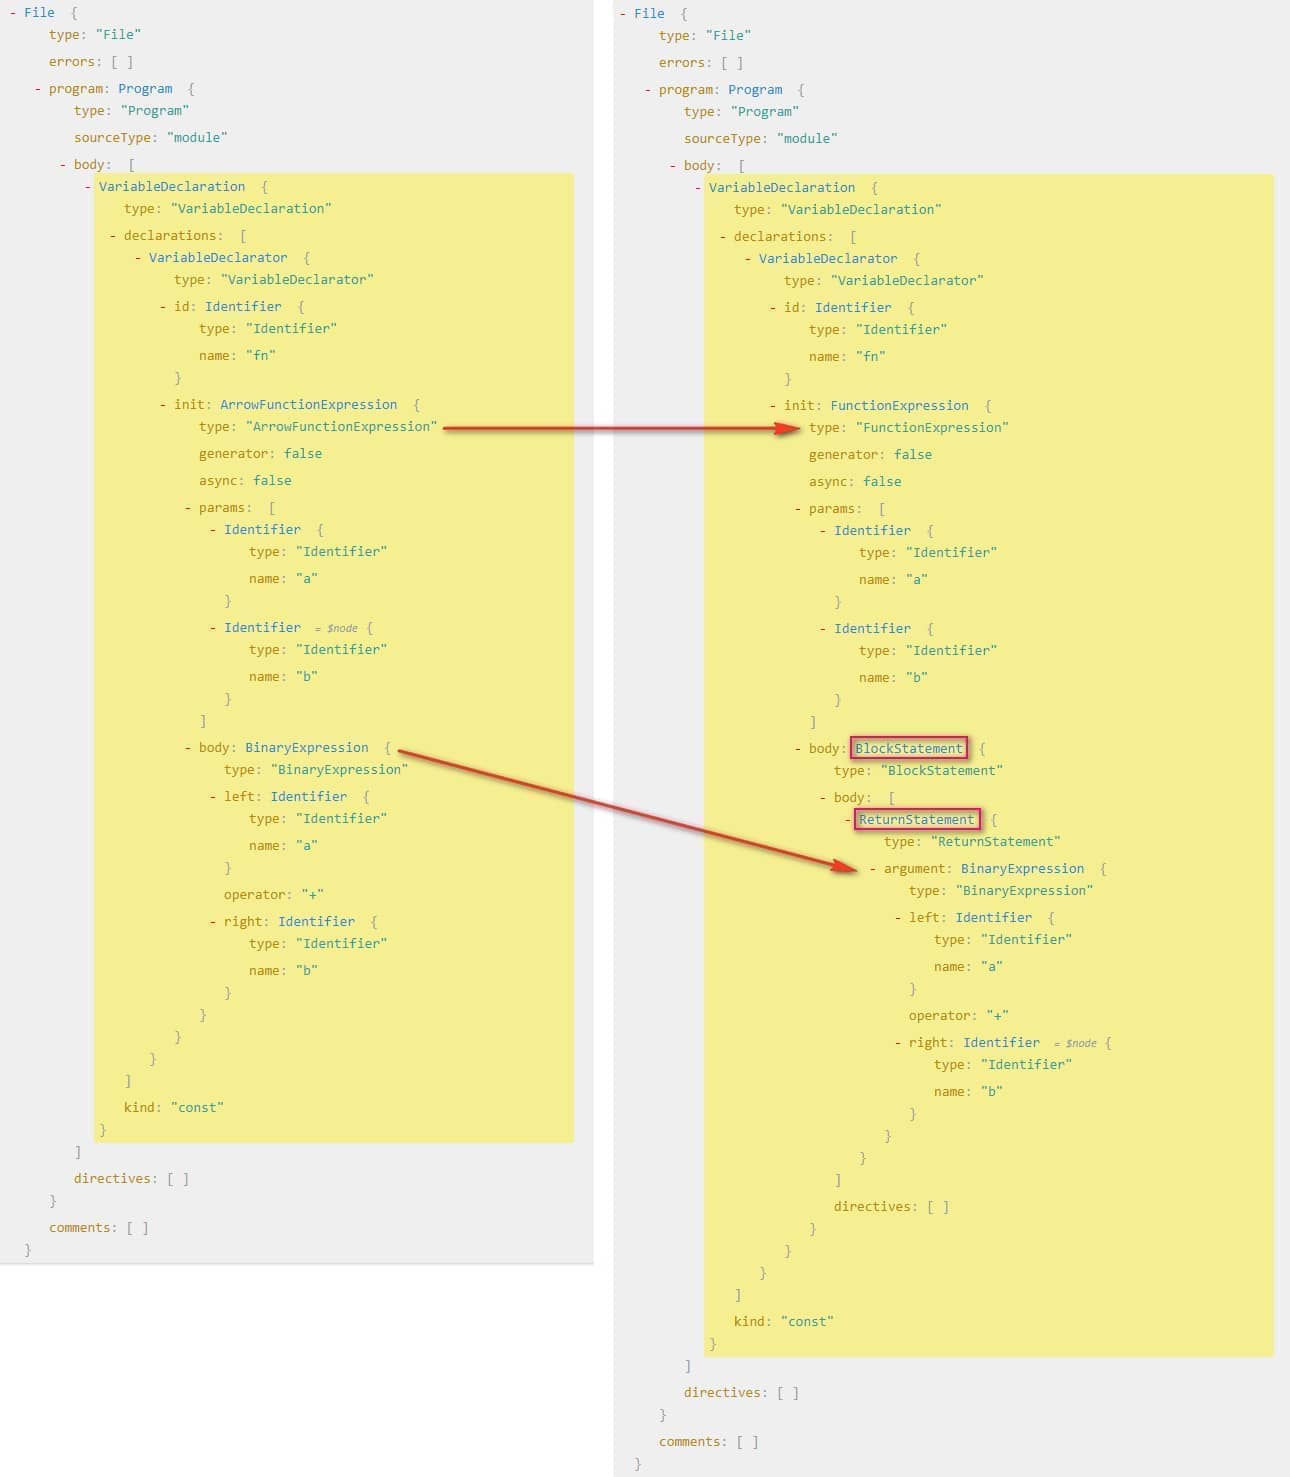 - File {
type: "File"
errors: [ ]
- program: Program {
type: "Program"
sourceType: "module"
- body: [
- VariableDeclaration {
type: "VariableDeclaration"
- declarations: [
- VariableDeclarator {
type: "VariableDeclarator"
- id: Identifier {
type: "Identifier"
name: "fn"
}
- init: ArrowFunctionExpression {
type: "ArrowFunctionExpression"
generator: false
async: false
- params: [
- Identifier {
type: "Identifier"
name: "a"
}
- Identifier = $node {
type: "Identifier"
name: "b"
}
]
- body: BinaryExpression {
type: "BinaryExpression"
- left: Identifier {
type: "Identifier"
name: "a"
}
operator: "+"
- right: Identifier {
type: "Identifier"
name: "b"
}
}
}
}
]
kind: "const"
}
]
directives: [ ]
}
comments: [ ]
}
- File {
type: "File"
errors: [ ]
- program: Program {
type: "Program"
sourceType: "module"
- body: [
- VariableDeclaration {
type: "VariableDeclaration"
- declarations: [
- VariableDeclarator {
type: "VariableDeclarator"
- id: Identifier {
type: "Identifier"
name: "fn"
}
- init: FunctionExpression {
type: "FunctionExpression"
generator: false
async: false
- params: [
- Identifier {
type: "Identifier"
name: "a"
}
- Identifier {
type: "Identifier"
name: "b"
}
]
- body: BlockStatement {
type: "BlockStatement"
- body: [
- ReturnStatement {
type: "ReturnStatement"
- argument: BinaryExpression {
type: "BinaryExpression"
- left: Identifier {
type: "Identifier"
name: "a"
}
operator: "+"
- right: Identifier = $node {
type: "Identifier"
name: "b"
}
}
}
]
directives: [ ]
}
}
}
]
kind: "const"
}
]
directives: [ ]
}
comments: [ ]
}